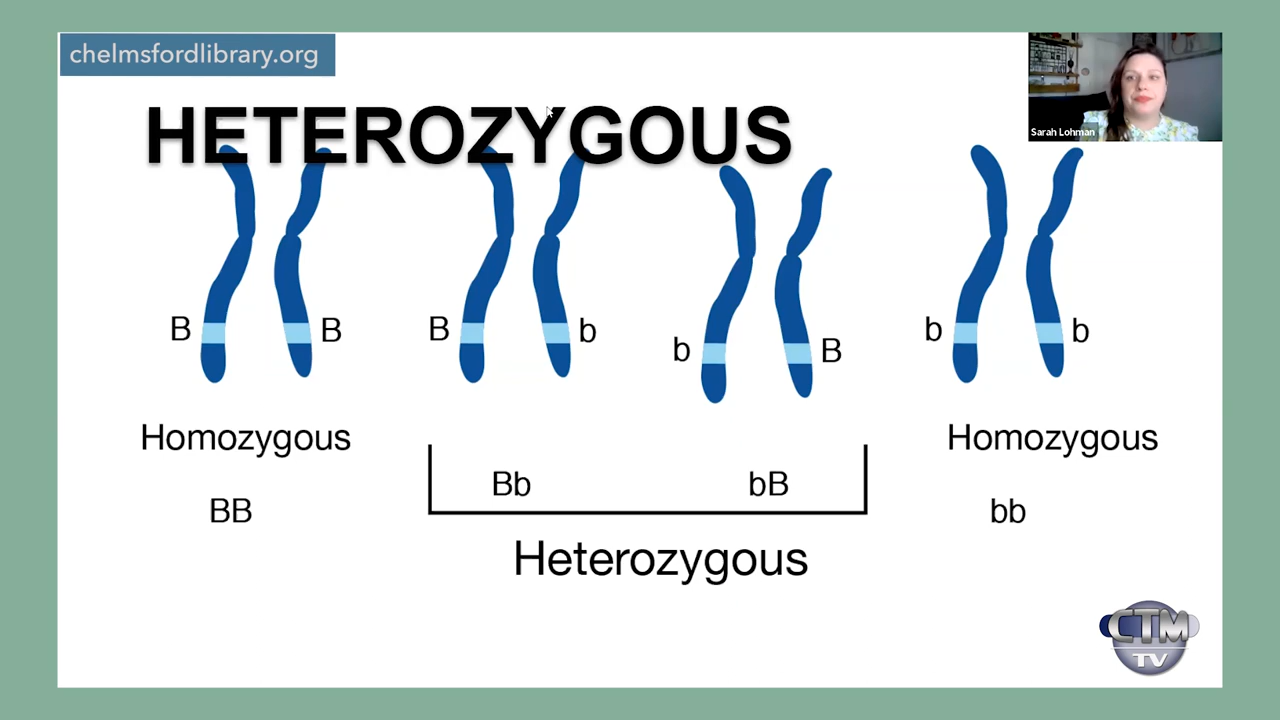 chelmsfordlibrary.org
Sarah Lohman
HETEROZYGOUS
B B B b b B b b
Homozygous Homozygous
Bb bB
BB bb
Heterozygous
CTM
TV